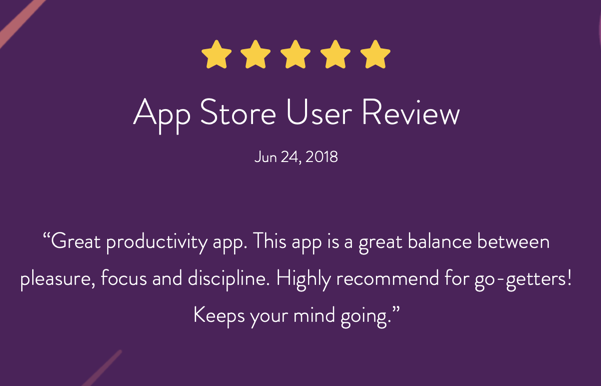 App Store User Review
Jun 24, 2018
“Great productivity app. This app is a great balance between
pleasure, focus and discipline. Highly recommend for go-getters!
Keeps your mind going.”